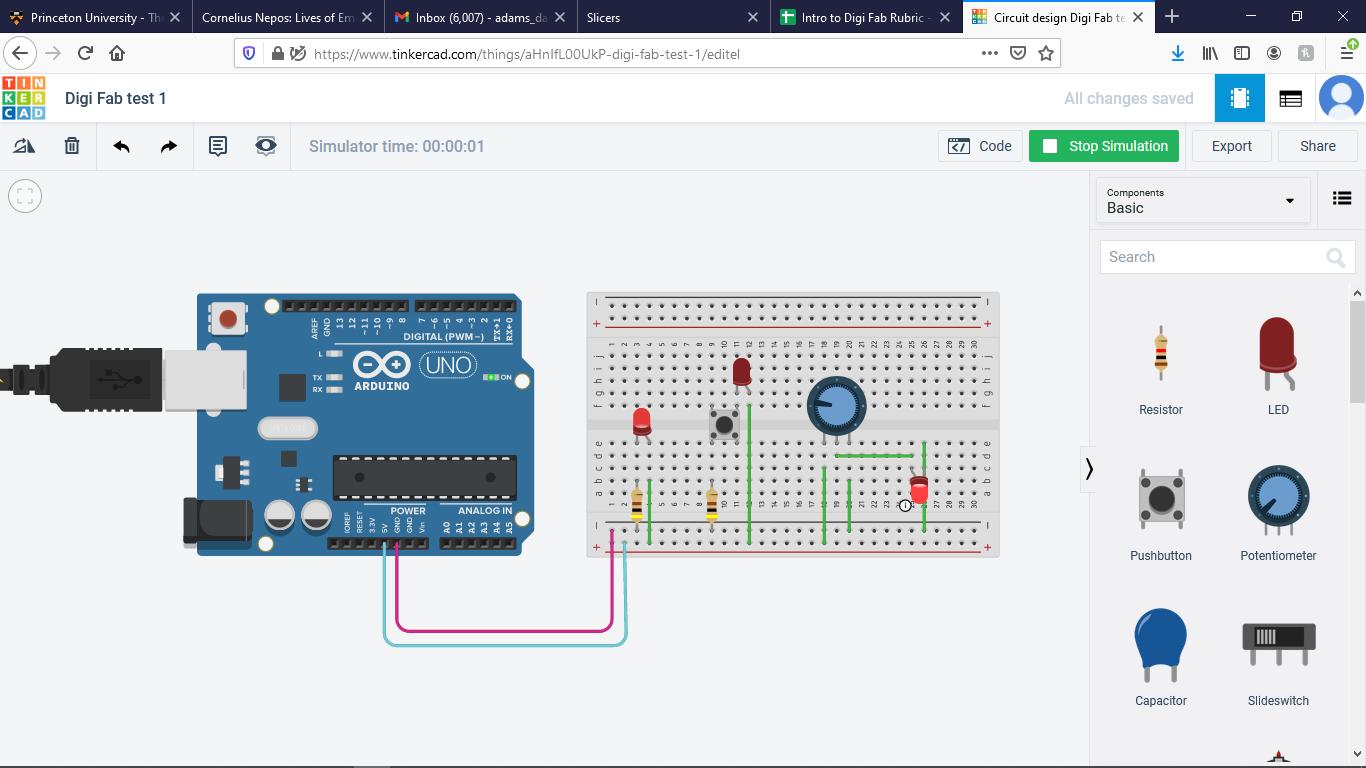 Princeton University - Th
Cornelius Nepos: Lives of Em
Inbox (6,007) - adams_da
Slicers
Intro to Digi Fab Rubric -
Circuit design Digi Fab te
https://www.tinkercad.com/things/aHnIfL00UkP-digi-fab-test-1/editel
TIN
KER
CAD
Digi Fab test 1
All changes saved
Simulator time: 00:00:01
Code
Stop Simulation
Export
Share
Components
Basic
Search
Resistor
LED
Pushbutton
Potentiometer
Capacitor
Slideswitch
AREF
GND
13
12
~11
~10
~9
8
7
~6
~5
4
~3
2
TX→1
RX←0
DIGITAL (PWM~)
L
TX
RX
UNO
ARDUINO
ON
POWER
ANALOG IN
IOREF
RESET
3.3V
5V
GND
GND
Vin
A0
A1
A2
A3
A4
A5
- -
+ +
1 2 3 4 5 6 7 8 9 10 11 12 13 14 15 16 17 18 19 20 21 22 23 24 25 26 27 28 29 30
j j
i i
h h
g g
f f
e e
d d
c c
b b
a a
- -
+ +